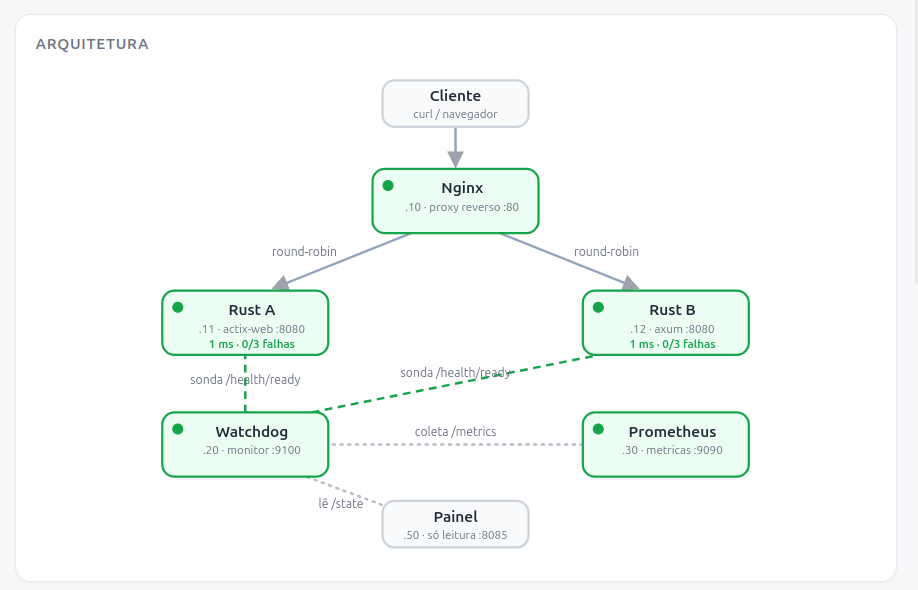 ARQUITETURA
Cliente
curl / navegador
Nginx
.10 · proxy reverso :80
round-robin
round-robin
Rust A
.11 · actix-web :8080
1 ms · 0/3 falhas
Rust B
.12 · axum :8080
1 ms · 0/3 falhas
sonda /health/ready
sonda /health/ready
Watchdog
.20 · monitor :9100
coleta /metrics
Prometheus
.30 · metricas :9090
lê /state
Painel
.50 · só leitura :8085